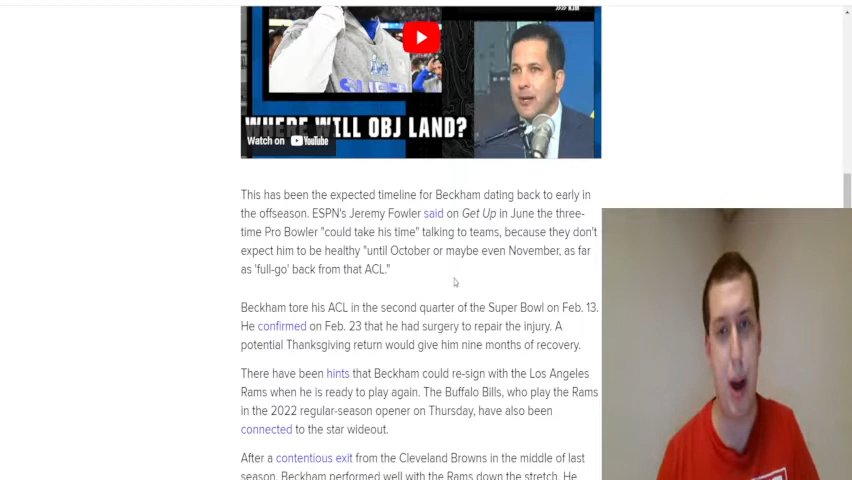 SUPER
WHERE WILL OBJ LAND?
Watch on YouTube
This has been the expected timeline for Beckham dating back to early in
the offseason. ESPN's Jeremy Fowler said on Get Up in June the three-
time Pro Bowler "could take his time" talking to teams, because they don't
expect him to be healthy "until October or maybe even November, as far
as 'full-go' back from that ACL."
Beckham tore his ACL in the second quarter of the Super Bowl on Feb. 13.
He confirmed on Feb. 23 that he had surgery to repair the injury. A
potential Thanksgiving return would give him nine months of recovery.
There have been hints that Beckham could re-sign with the Los Angeles
Rams when he is ready to play again. The Buffalo Bills, who play the Rams
in the 2022 regular-season opener on Thursday, have also been
connected to the star wideout.
After a contentious exit from the Cleveland Browns in the middle of last
season, Beckham performed well with the Rams down the stretch. He